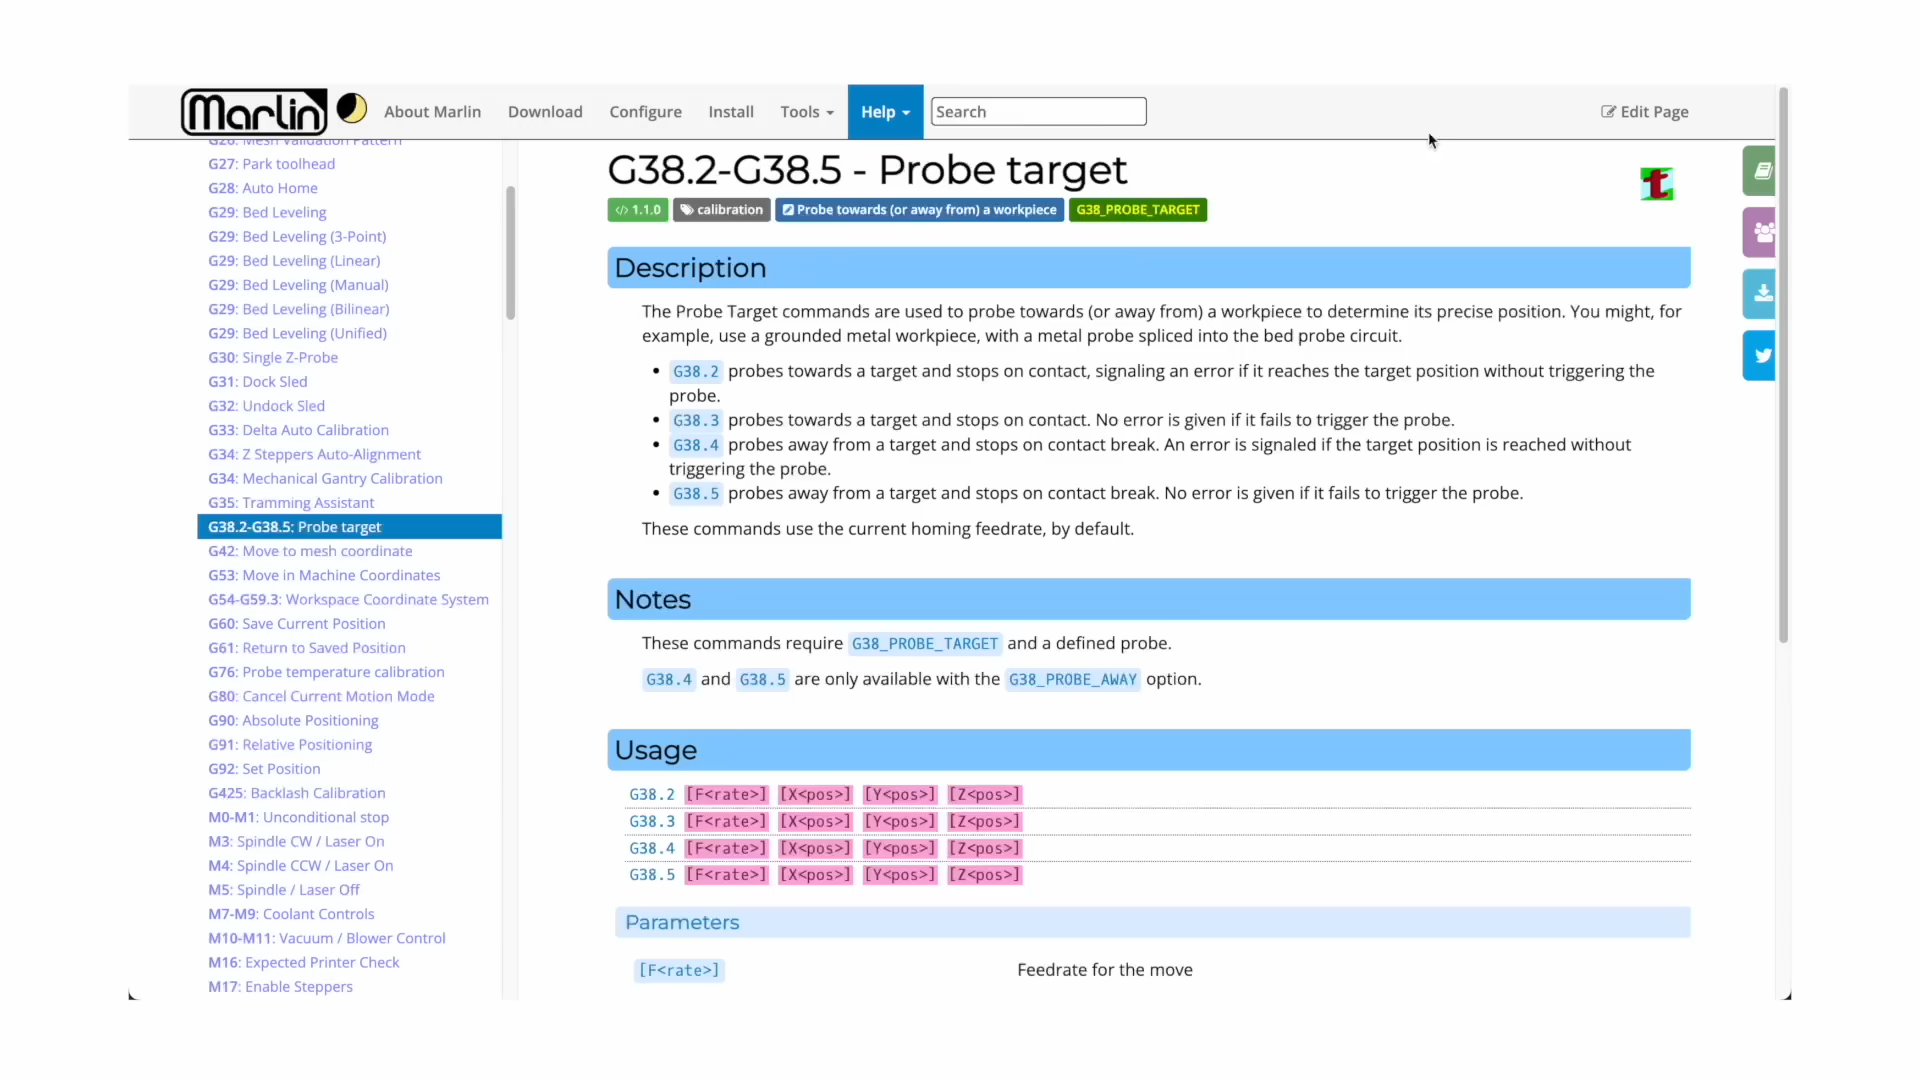 Marlin
About Marlin
Download
Configure
Install
Tools
Help
Search
Edit Page
G26: Mesh Validation Pattern
G27: Park toolhead
G28: Auto Home
G29: Bed Leveling
G29: Bed Leveling (3-Point)
G29: Bed Leveling (Linear)
G29: Bed Leveling (Manual)
G29: Bed Leveling (Bilinear)
G29: Bed Leveling (Unified)
G30: Single Z-Probe
G31: Dock Sled
G32: Undock Sled
G33: Delta Auto Calibration
G34: Z Steppers Auto-Alignment
G34: Mechanical Gantry Calibration
G35: Tramming Assistant
G38.2-G38.5: Probe target
G42: Move to mesh coordinate
G53: Move in Machine Coordinates
G54-G59.3: Workspace Coordinate System
G60: Save Current Position
G61: Return to Saved Position
G76: Probe temperature calibration
G80: Cancel Current Motion Mode
G90: Absolute Positioning
G91: Relative Positioning
G92: Set Position
G425: Backlash Calibration
M0-M1: Unconditional stop
M3: Spindle CW / Laser On
M4: Spindle CCW / Laser On
M5: Spindle / Laser Off
M7-M9: Coolant Controls
M10-M11: Vacuum / Blower Control
M16: Expected Printer Check
M17: Enable Steppers
G38.2-G38.5 - Probe target
t
1.1.0 calibration Probe towards (or away from) a workpiece G38_PROBE_TARGET
Description
The Probe Target commands are used to probe towards (or away from) a workpiece to determine its precise position. You might, for
example, use a grounded metal workpiece, with a metal probe spliced into the bed probe circuit.
• G38.2 probes towards a target and stops on contact, signaling an error if it reaches the target position without triggering the
probe.
• G38.3 probes towards a target and stops on contact. No error is given if it fails to trigger the probe.
• G38.4 probes away from a target and stops on contact break. An error is signaled if the target position is reached without
triggering the probe.
• G38.5 probes away from a target and stops on contact break. No error is given if it fails to trigger the probe.
These commands use the current homing feedrate, by default.
Notes
These commands require G38_PROBE_TARGET and a defined probe.
G38.4 and G38.5 are only available with the G38_PROBE_AWAY option.
Usage
G38.2 [F<rate>] [X<pos>] [Y<pos>] [Z<pos>]
G38.3 [F<rate>] [X<pos>] [Y<pos>] [Z<pos>]
G38.4 [F<rate>] [X<pos>] [Y<pos>] [Z<pos>]
G38.5 [F<rate>] [X<pos>] [Y<pos>] [Z<pos>]
Parameters
[F<rate>] Feedrate for the move